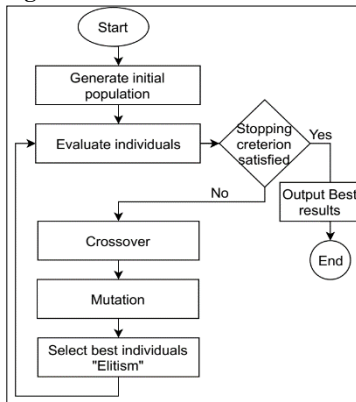 Start
Generate initial
population
Evaluate individuals
Stopping
creterion
satisfied
Yes
No
Output Best
results
End
Crossover
Mutation
Select best individuals
"Elitism"